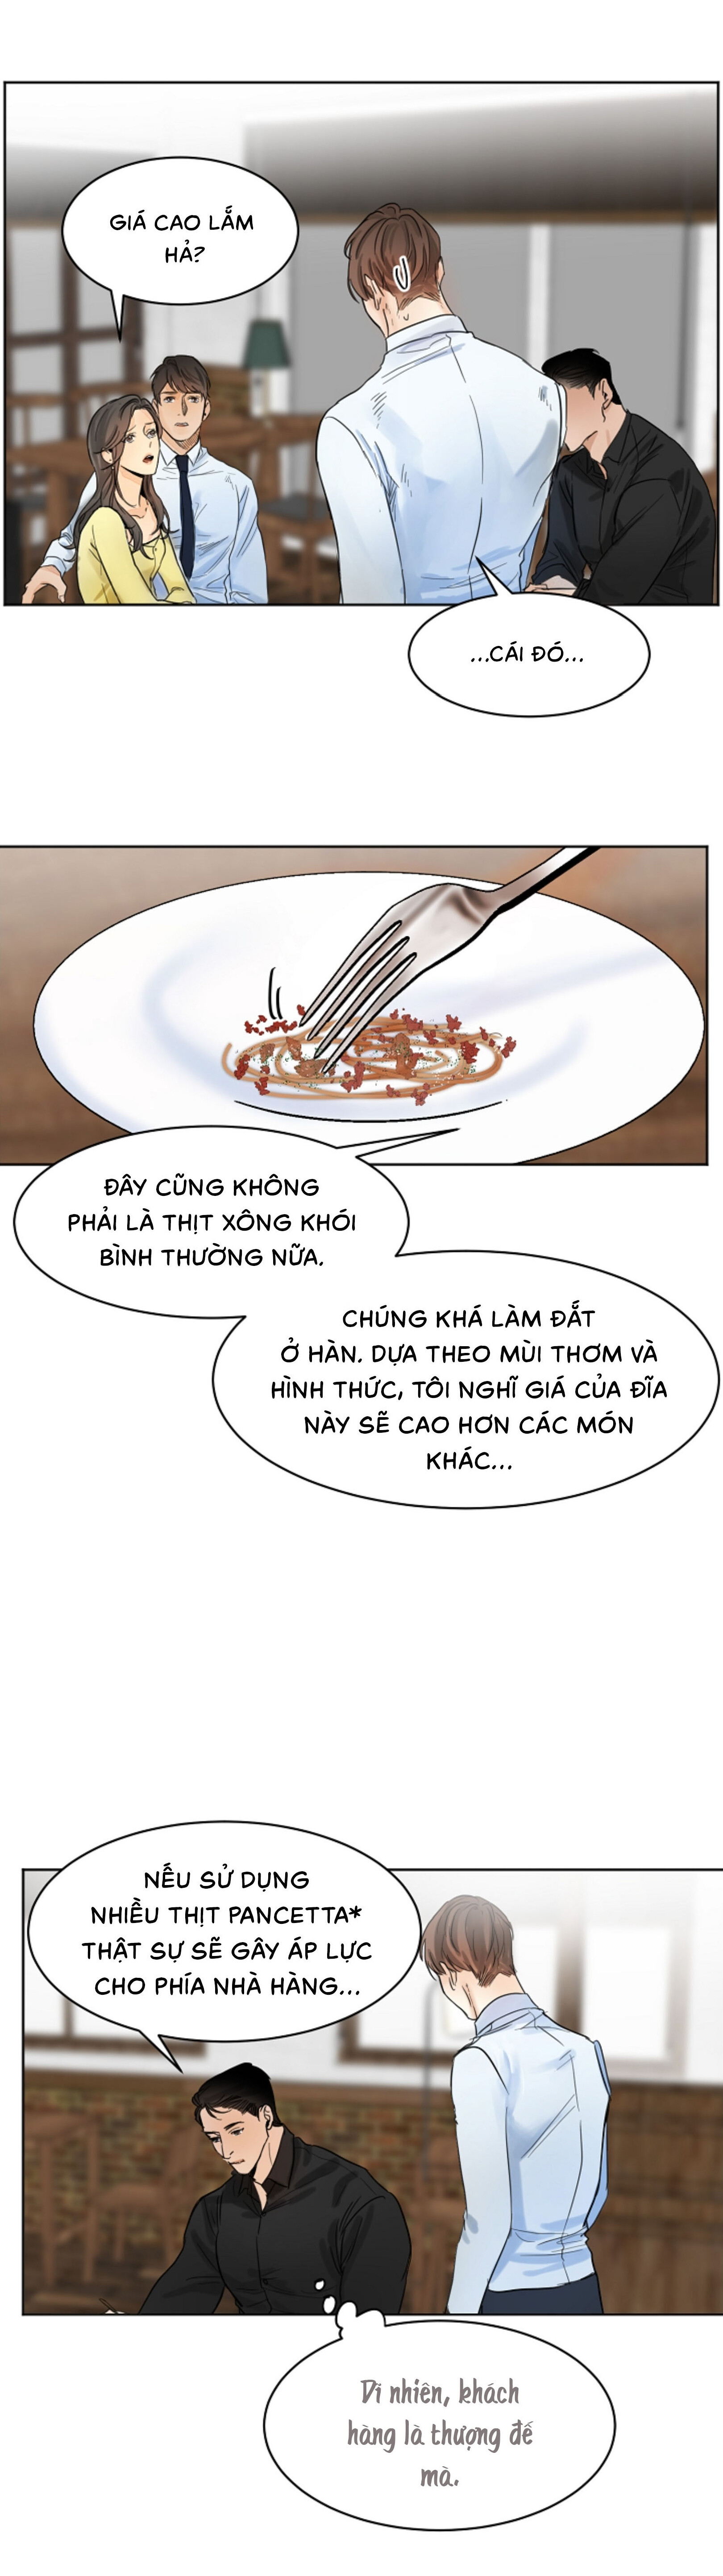 GIÁ CAO LẮM
HẢ?
...CÁI ĐÓ...
ĐÂY CŨNG KHÔNG
PHẢI LÀ THỊT XÔNG KHÓI
BÌNH THƯỜNG NỮA.
CHÚNG KHÁ LÀM ĐẮT
Ở HÀN. DỰA THEO MÙI THƠM VÀ
HÌNH THỨC, TÔI NGHĨ GIÁ CỦA ĐĨA
NÀY SẼ CAO HƠN CÁC MÓN
KHÁC...
NẾU SỬ DỤNG
NHIỀU THỊT PANCETTA*
THẬT SỰ SẼ GÂY ÁP LỰC
CHO PHÍA NHÀ HÀNG...
Dĩ nhiên, khách
hàng là thượng đế
mà.